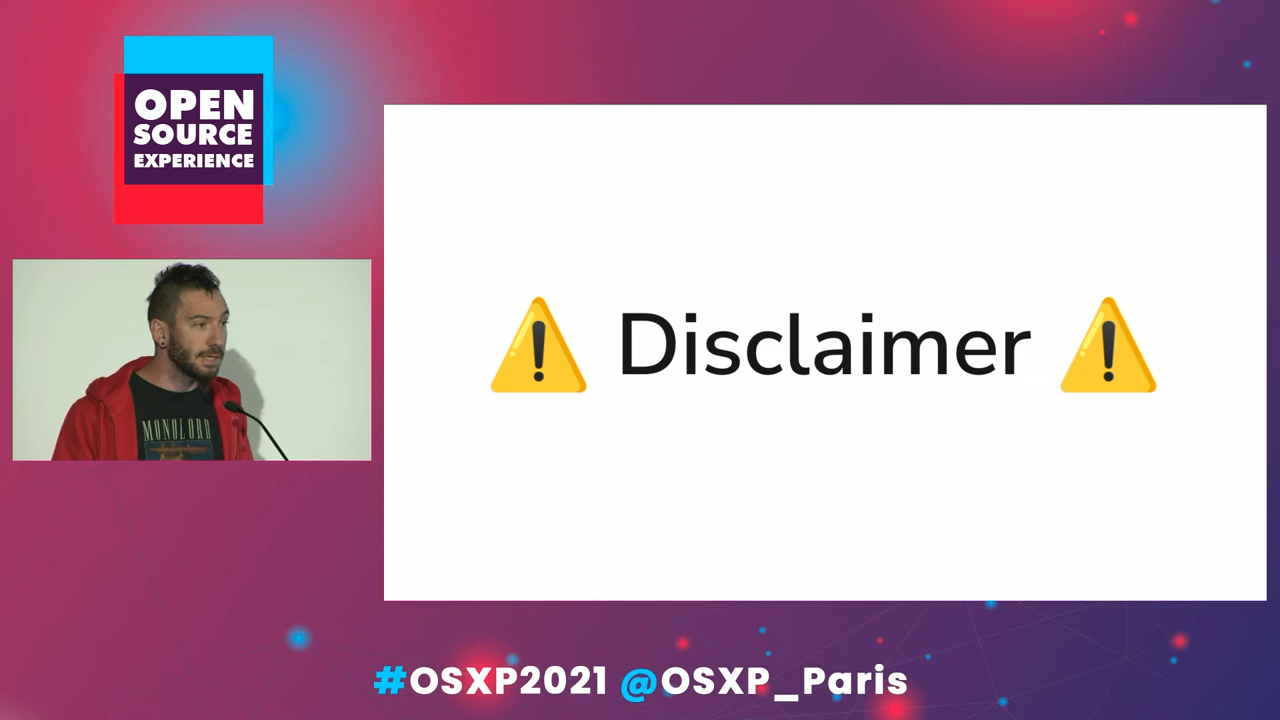 OPEN
SOURCE
EXPERIENCE
⚠️ Disclaimer ⚠️
MONOLORD
#OSXP2021 @OSXP_Paris